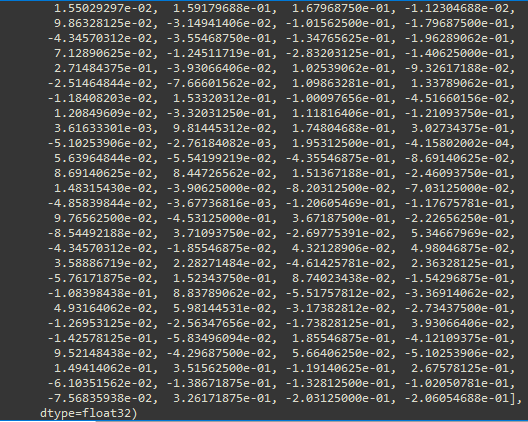 1.55029297e-02, 1.59179688e-01, 1.67968750e-01, -1.12304688e-02,
9.86328125e-02, -3.14941406e-02, -1.01562500e-01, -1.79687500e-01,
-4.34570312e-02, -3.55468750e-01, -1.34765625e-01, -1.96289062e-01,
7.12890625e-02, -1.24511719e-01, -2.83203125e-01, -1.40625000e-01,
2.71484375e-01, -3.93066406e-02, 1.02539062e-01, -9.32617188e-02,
-2.51464844e-02, -7.66601562e-02, 1.09863281e-01, 1.33789062e-01,
-1.18408203e-02, 1.53320312e-01, -1.00097656e-01, -4.51660156e-02,
1.20849609e-02, -3.32031250e-01, 1.11816406e-01, -1.21093750e-01,
3.61633301e-03, 9.81445312e-02, 1.74804688e-01, 3.02734375e-01,
-5.10253906e-02, -2.76184082e-03, 1.95312500e-01, -4.15802002e-04,
5.63964844e-02, -5.54199219e-02, -4.35546875e-01, -8.69140625e-02,
8.69140625e-02, 8.44726562e-02, 1.51367188e-01, -2.46093750e-01,
1.48315430e-02, -3.90625000e-02, -8.20312500e-02, -7.03125000e-02,
-4.85839844e-02, -3.67736816e-03, -1.20605469e-01, -1.17675781e-01,
9.76562500e-02, -4.53125000e-01, 3.67187500e-01, -2.22656250e-01,
-8.54492188e-02, 3.71093750e-02, -2.69775391e-02, 5.34667969e-02,
-4.34570312e-02, -1.85546875e-02, 4.32128906e-02, 4.98046875e-02,
3.58886719e-02, 2.28271484e-02, -4.61425781e-02, 2.36328125e-01,
-5.76171875e-02, 1.52343750e-01, 8.74023438e-02, -1.54296875e-01,
-1.08398438e-01, 8.83789062e-02, -5.51757812e-02, -3.36914062e-02,
4.93164062e-02, 5.98144531e-02, -3.17382812e-02, -2.73437500e-01,
-1.26953125e-02, -2.56347656e-02, -1.73828125e-01, 3.93066406e-02,
-1.42578125e-01, -5.83496094e-02, 1.85546875e-01, -4.12109375e-01,
9.52148438e-02, -4.29687500e-02, 5.66406250e-02, -5.10253906e-02,
1.49414062e-01, 3.51562500e-01, -1.19140625e-01, 2.67578125e-01,
-6.10351562e-02, -1.38671875e-01, -1.32812500e-01, -1.02050781e-01,
-7.56835938e-02, 3.26171875e-01, -2.03125000e-01, -2.06054688e-01],
dtype=float32)